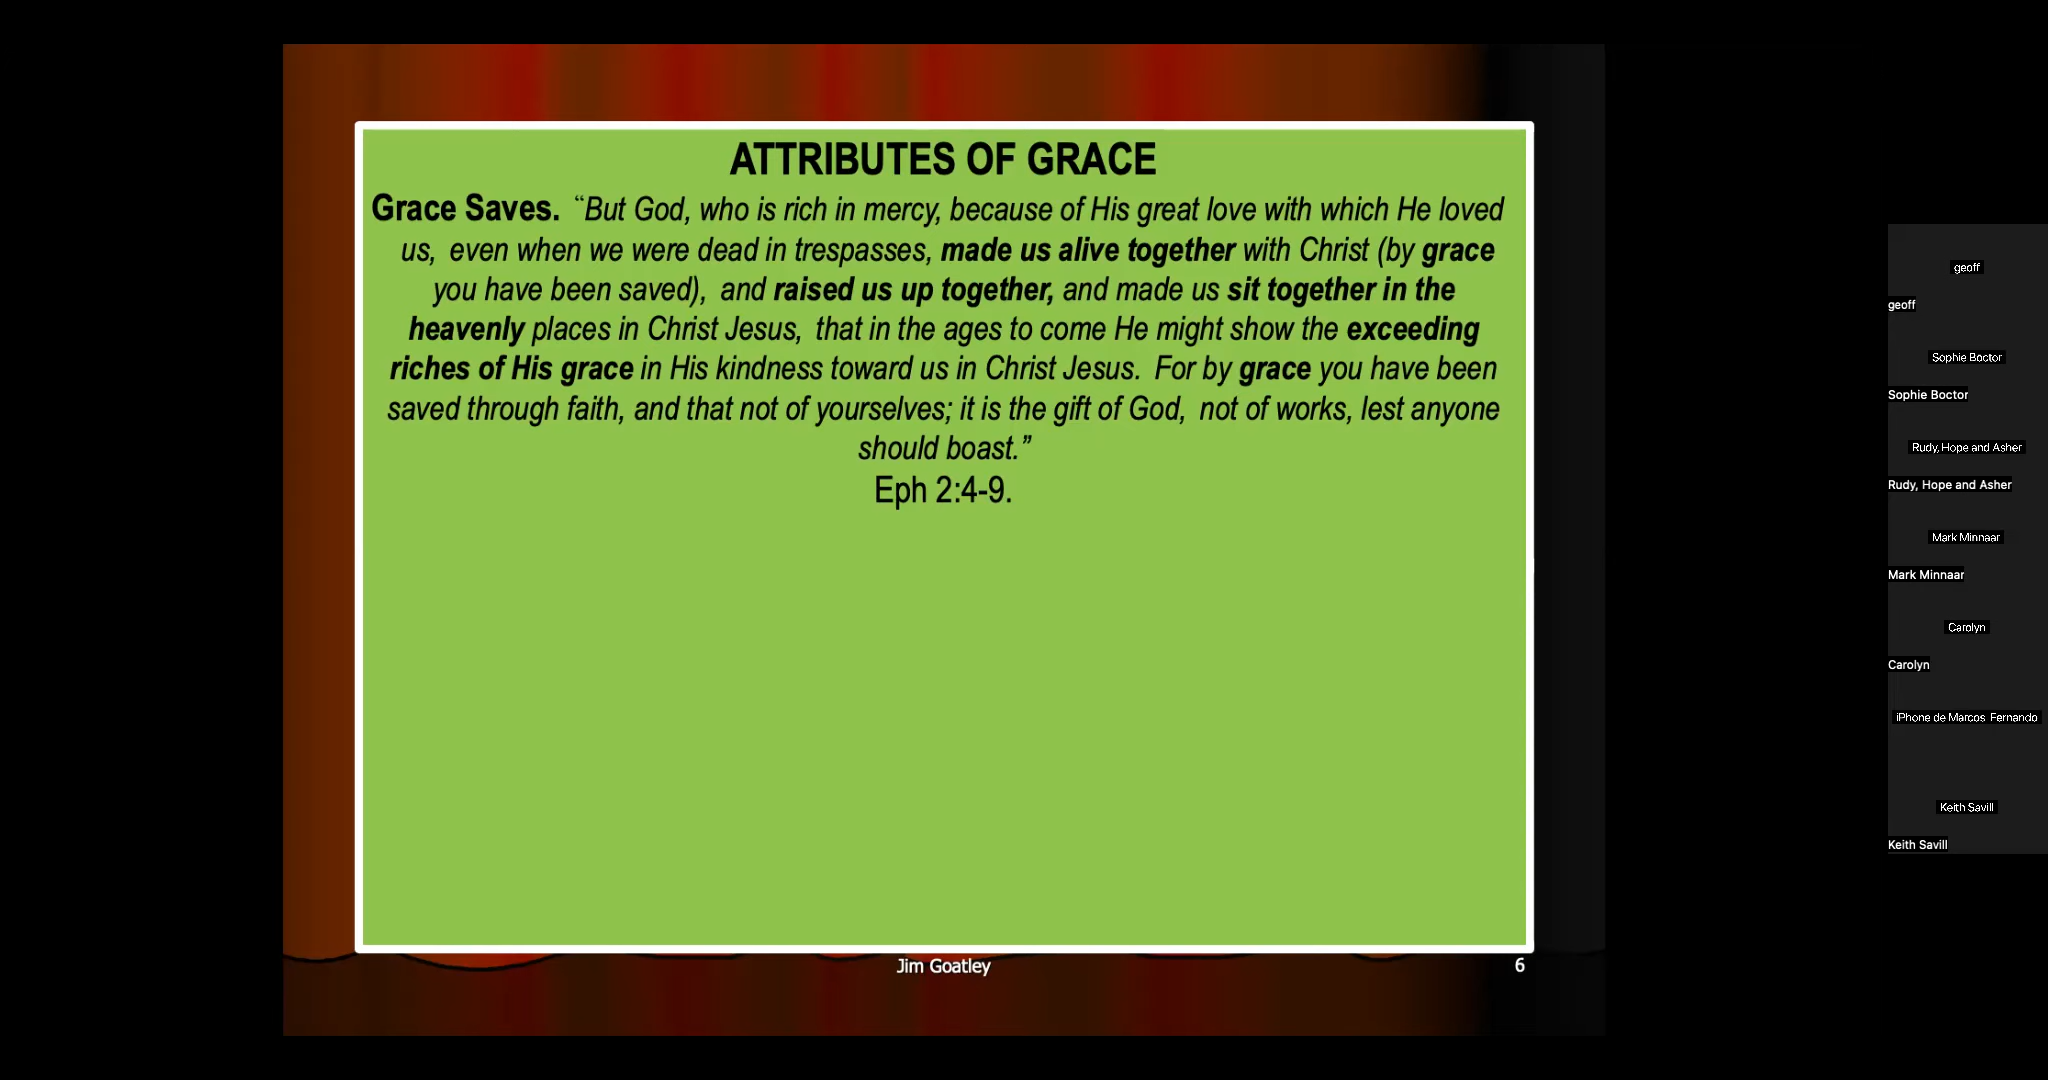 ATTRIBUTES OF GRACE
Grace Saves. “But God, who is rich in mercy, because of His great love with which He loved
us, even when we were dead in trespasses, made us alive together with Christ (by grace
you have been saved), and raised us up together, and made us sit together in the
heavenly places in Christ Jesus, that in the ages to come He might show the exceeding
riches of His grace in His kindness toward us in Christ Jesus. For by grace you have been
saved through faith, and that not of yourselves; it is the gift of God, not of works, lest anyone
should boast.”
Eph 2:4-9.
Jim Goatley
6
geoff
geoff
Sophie Boctor
Sophie Boctor
Rudy, Hope and Asher
Rudy, Hope and Asher
Mark Minnaar
Mark Minnaar
Carolyn
Carolyn
iPhone de Marcos Fernando
Keith Savill
Keith Savill